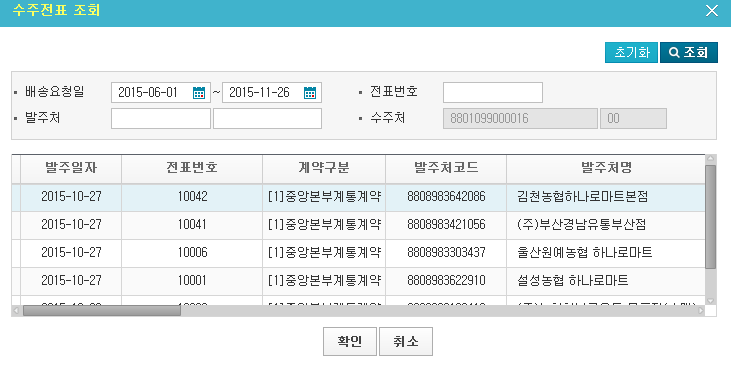 수주전표 조회
초기화 조회
배송요청일 2015-06-01 ~ 2015-11-26 전표번호
발주처 수주처 8801099000016 00
발주일자 전표번호 계약구분 발주처코드 발주처명
2015-10-27 10042 [1]중앙본부계통계약 8808983642086 김천농협하나로마트본점
2015-10-27 10041 [1]중앙본부계통계약 8808983421056 (주)부산경남유통부산점
2015-10-27 10006 [1]중앙본부계통계약 8808983303437 울산원예농협 하나로마트
2015-10-27 10001 [1]중앙본부계통계약 8808983622910 설성농협 하나로마트
확인 취소